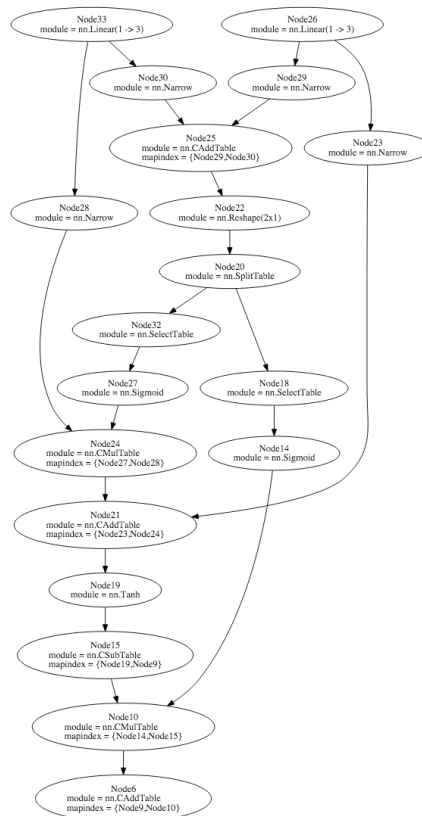 Node33
module = nn.Linear(1 -> 3)
Node26
module = nn.Linear(1 -> 3)
Node30
module = nn.Narrow
Node29
module = nn.Narrow
Node25
module = nn.CAddTable
mapindex = {Node29,Node30}
Node23
module = nn.Narrow
Node28
module = nn.Narrow
Node22
module = nn.Reshape(2x1)
Node20
module = nn.SplitTable
Node32
module = nn.SelectTable
Node27
module = nn.Sigmoid
Node18
module = nn.SelectTable
Node24
module = nn.CMulTable
mapindex = {Node27,Node28}
Node14
module = nn.Sigmoid
Node21
module = nn.CAddTable
mapindex = {Node23,Node24}
Node19
module = nn.Tanh
Node15
module = nn.CSubTable
mapindex = {Node19,Node9}
Node10
module = nn.CMulTable
mapindex = {Node14,Node15}
Node6
module = nn.CAddTable
mapindex = {Node9,Node10}